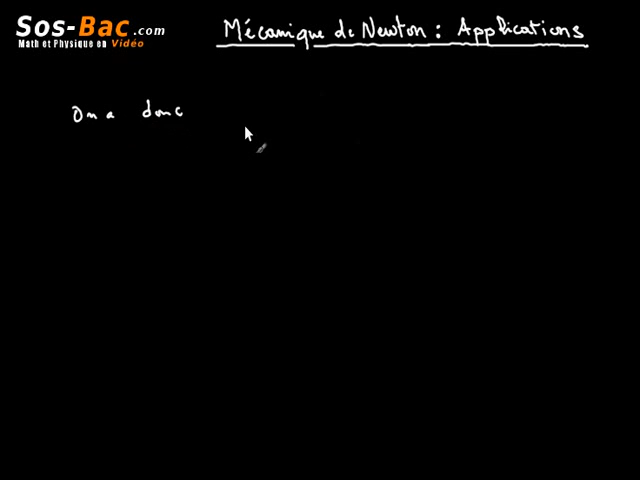 Sos-Bac.com
Math et Physique en Vidéo
Mécanique de Newton : Applications
On a donc